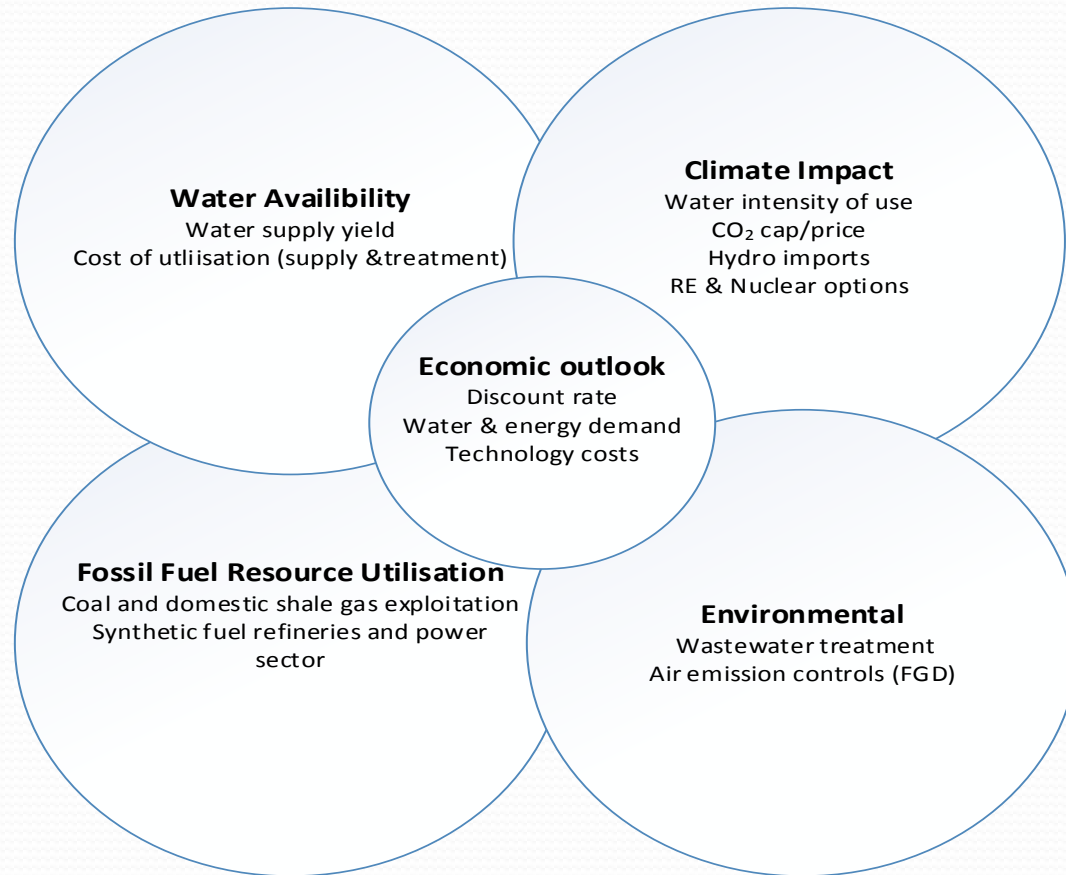 Water Availibility
Water supply yield
Cost of utliisation (supply &treatment)
Climate Impact
Water intensity of use
CO₂ cap/price
Hydro imports
RE & Nuclear options
Economic outlook
Discount rate
Water & energy demand
Technology costs
Fossil Fuel Resource Utilisation
Coal and domestic shale gas exploitation
Synthetic fuel refineries and power
sector
Environmental
Wastewater treatment
Air emission controls (FGD)